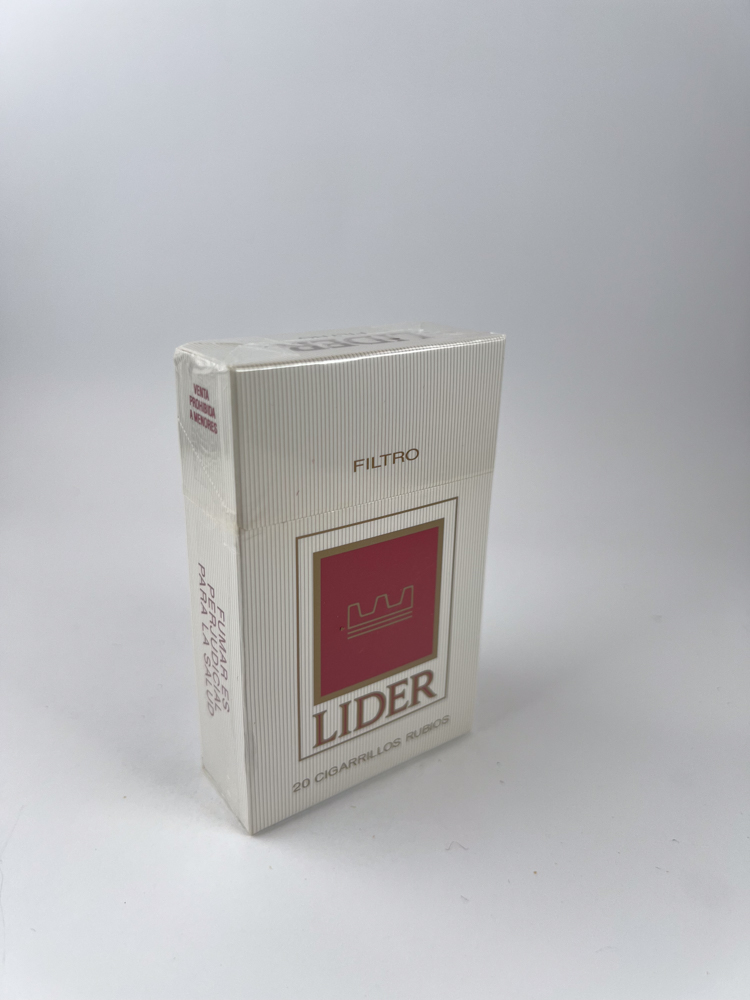 LIDER
VENTA
PROHIBIDA
A MENORES
FILTRO
LIDER
20 CIGARRILLOS RUBIOS
FUMAR ES
PERJUDICIAL
PARA LA SALUD